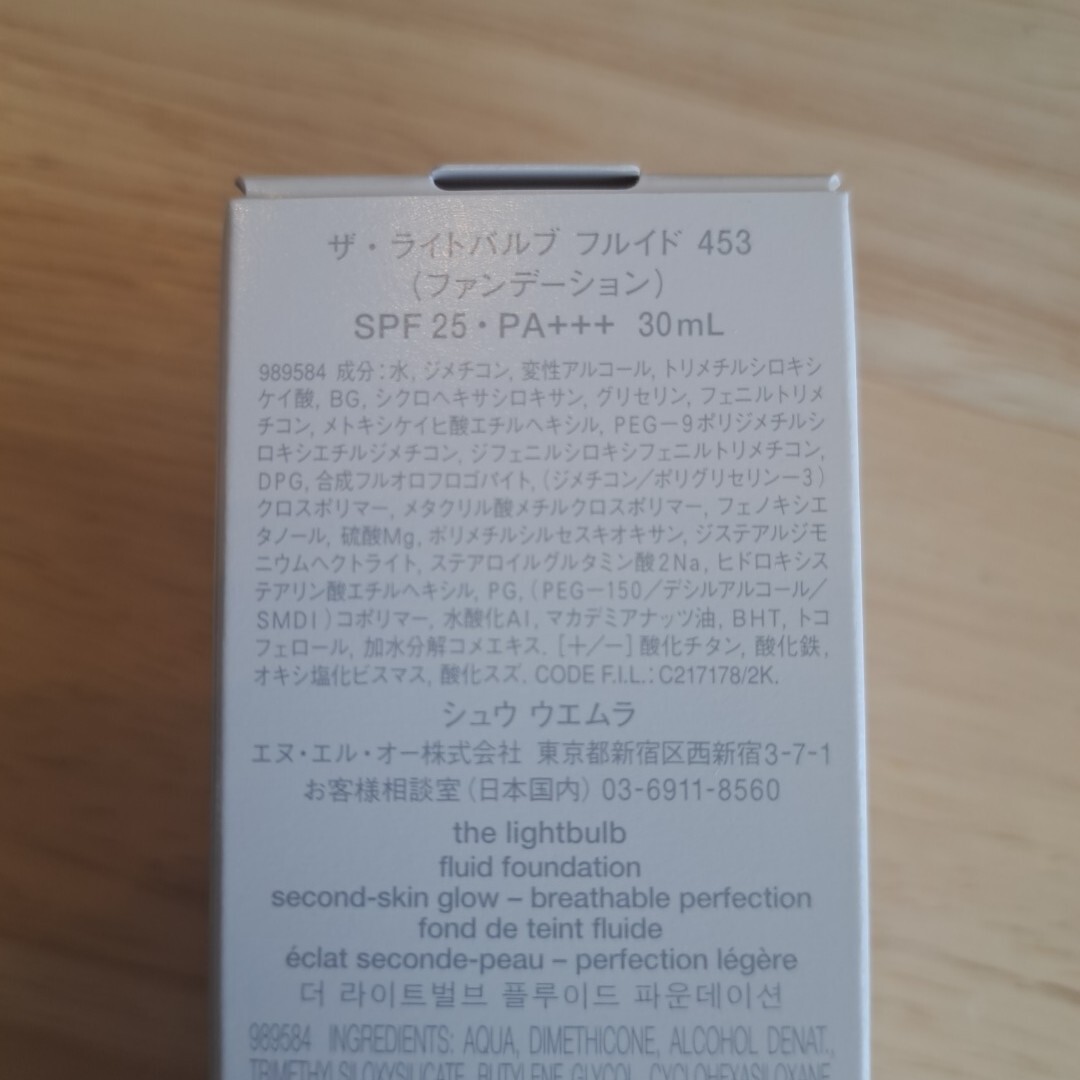 ザ・ライトバルブ フルイド 453
(ファンデーション)
SPF 25・PA+++ 30mL
989584 成分:水, ジメチコン, 変性アルコール, トリメチルシロキシ
ケイ酸, BG, シクロヘキサシロキサン, グリセリン, フェニルトリメ
チコン, メトキシケイヒ酸エチルヘキシル, PEG－9ポリジメチルシ
ロキシエチルジメチコン, ジフェニルシロキシフェニルトリメチコン,
DPG, 合成フルオロフロゴパイト, (ジメチコン／ポリグリセリン－3)
クロスポリマー, メタクリル酸メチルクロスポリマー, フェノキシエ
タノール, 硫酸Mg, ポリメチルシルセスキオキサン, ジステアルジモ
ニウムヘクトライト, ステアロイルグルタミン酸2Na, ヒドロキシス
テアリン酸エチルヘキシル, PG, (PEG－150／デシルアルコール／
SMDI)コポリマー, 水酸化Al, マカデミアナッツ油, BHT, トコ
フェロール, 加水分解コメエキス. [＋/－]酸化チタン, 酸化鉄,
オキシ塩化ビスマス, 酸化スズ. CODE F.I.L.: C217178/2K.
シュウ ウエムラ
エヌ・エル・オー株式会社 東京都新宿区西新宿3-7-1
お客様相談室(日本国内) 03-6911-8560
the lightbulb
fluid foundation
second-skin glow – breathable perfection
fond de teint fluide
éclat seconde-peau – perfection légère
더 라이트벌브 플루이드 파운데이션
989584 INGREDIENTS: AQUA, DIMETHICONE, ALCOHOL DENAT.,
TRIMETHYLSILOXYSILICATE, BUTYLENE GLYCOL, CYCLOHEXASILOXANE